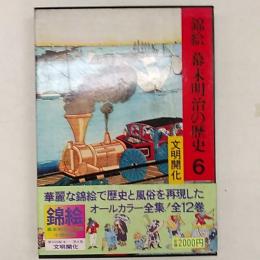 錦絵 幕末明治の歴史 6
文明開化
華麗な錦絵で歴史と風俗を再現した
オールカラー全集/全12巻
錦絵
文明開化
2000円